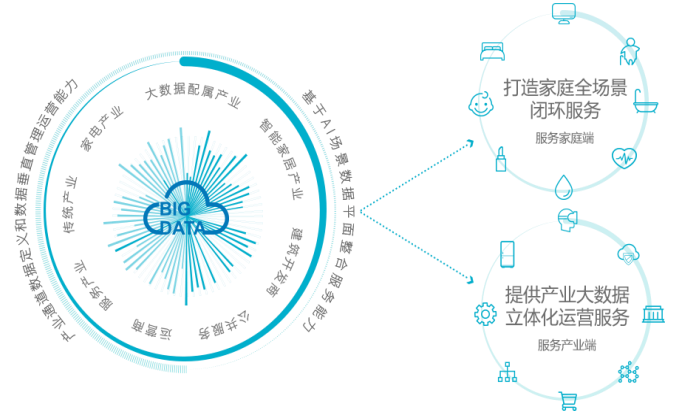 产业通道数据定义和数据垂直管理运营能力
基于AI场景数据平面整合服务能力
大数据配属产业
智能家居产业
建筑开发商
公共服务
运营商
服务产业
传统产业
家电产业
BIG
DATA
打造家庭全场景
闭环服务
服务家庭端
提供产业大数据
立体化运营服务
服务产业端